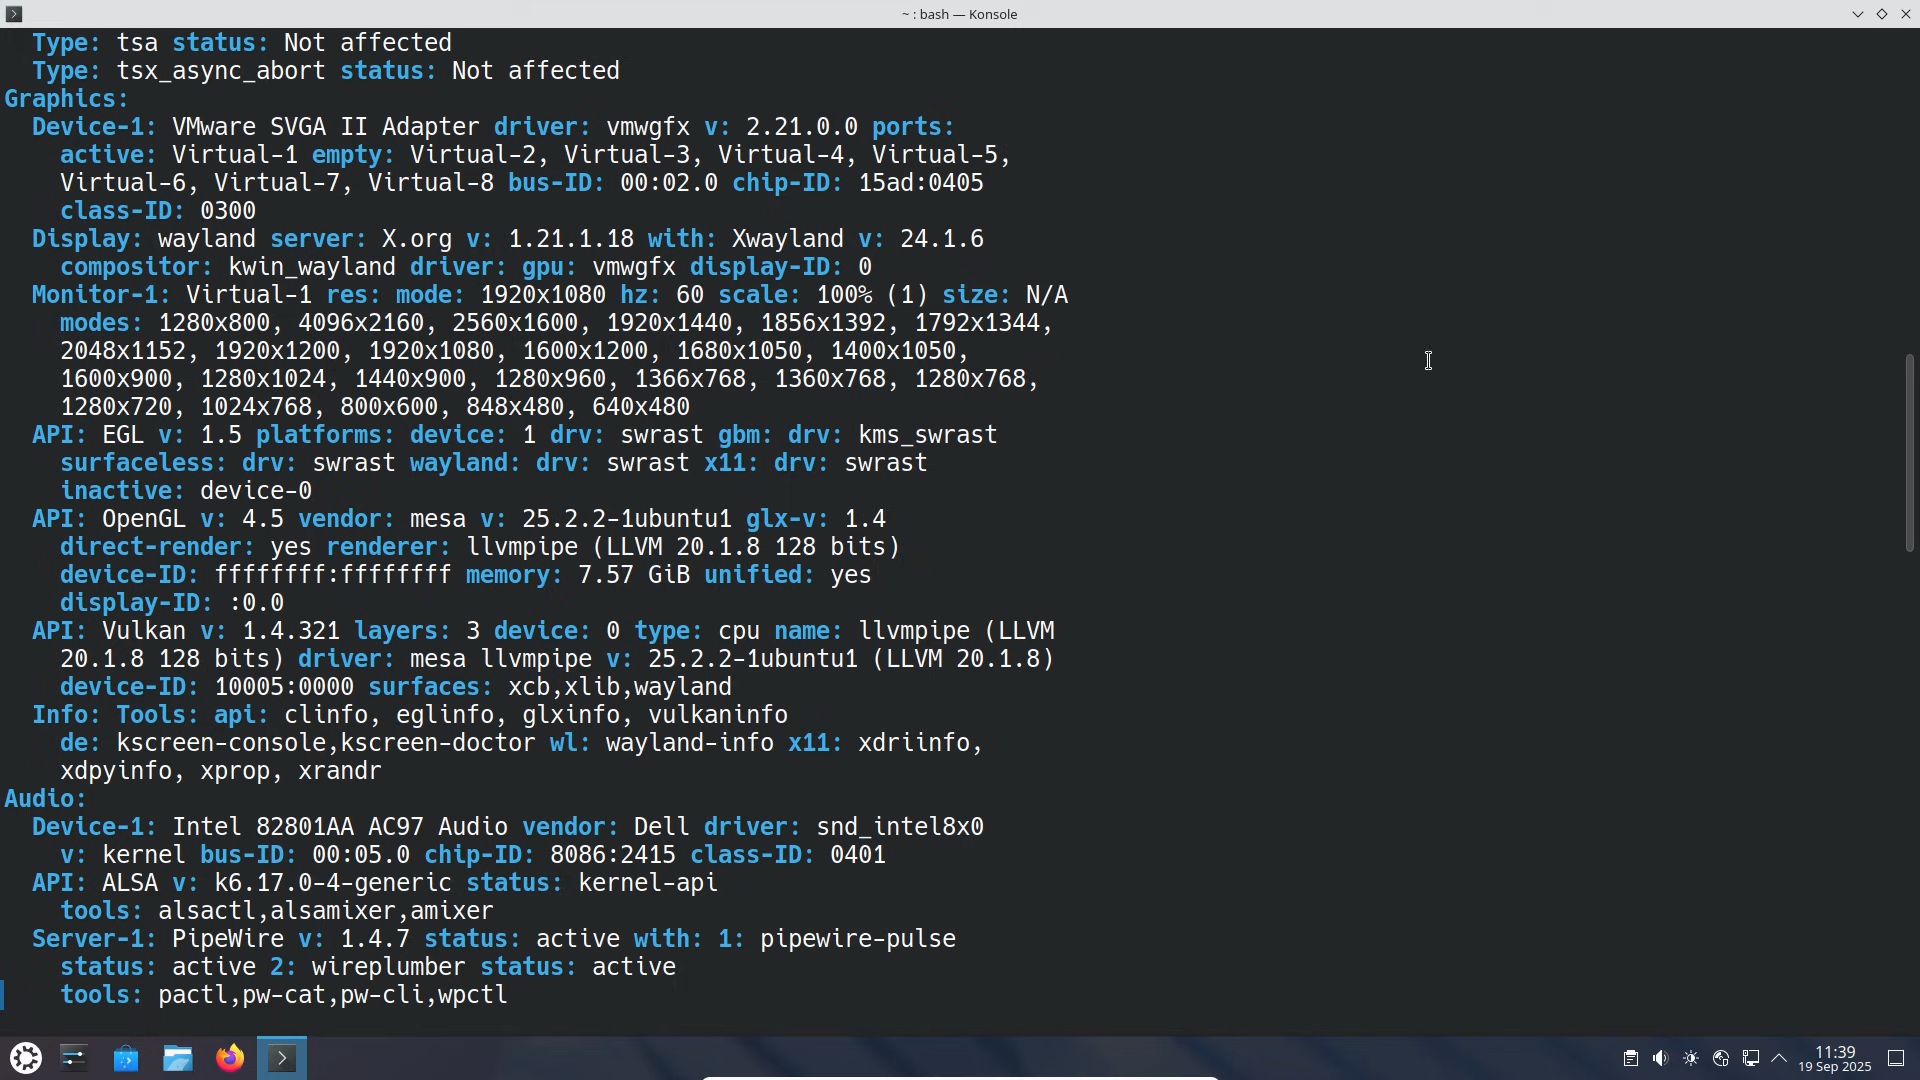 ~ : bash — Konsole
Type: tsa status: Not affected
Type: tsx_async_abort status: Not affected
Graphics:
Device-1: VMware SVGA II Adapter driver: vmwgfx v: 2.21.0.0 ports:
active: Virtual-1 empty: Virtual-2, Virtual-3, Virtual-4, Virtual-5,
Virtual-6, Virtual-7, Virtual-8 bus-ID: 00:02.0 chip-ID: 15ad:0405
class-ID: 0300
Display: wayland server: X.org v: 1.21.1.18 with: Xwayland v: 24.1.6
compositor: kwin_wayland driver: gpu: vmwgfx display-ID: 0
Monitor-1: Virtual-1 res: mode: 1920x1080 hz: 60 scale: 100% (1) size: N/A
modes: 1280x800, 4096x2160, 2560x1600, 1920x1440, 1856x1392, 1792x1344,
2048x1152, 1920x1200, 1920x1080, 1600x1200, 1680x1050, 1400x1050,
1600x900, 1280x1024, 1440x900, 1280x960, 1366x768, 1360x768, 1280x768,
1280x720, 1024x768, 800x600, 848x480, 640x480
API: EGL v: 1.5 platforms: device: 1 drv: swrast gbm: drv: kms_swrast
surfaceless: drv: swrast wayland: drv: swrast x11: drv: swrast
inactive: device-0
API: OpenGL v: 4.5 vendor: mesa v: 25.2.2-1ubuntu1 glx-v: 1.4
direct-render: yes renderer: llvmpipe (LLVM 20.1.8 128 bits)
device-ID: ffffffff:ffffffff memory: 7.57 GiB unified: yes
display-ID: :0.0
API: Vulkan v: 1.4.321 layers: 3 device: 0 type: cpu name: llvmpipe (LLVM
20.1.8 128 bits) driver: mesa llvmpipe v: 25.2.2-1ubuntu1 (LLVM 20.1.8)
device-ID: 10005:0000 surfaces: xcb,xlib,wayland
Info: Tools: api: clinfo, eglinfo, glxinfo, vulkaninfo
de: kscreen-console,kscreen-doctor wl: wayland-info x11: xdriinfo,
xdpyinfo, xprop, xrandr
Audio:
Device-1: Intel 82801AA AC97 Audio vendor: Dell driver: snd_intel8x0
v: kernel bus-ID: 00:05.0 chip-ID: 8086:2415 class-ID: 0401
API: ALSA v: k6.17.0-4-generic status: kernel-api
tools: alsactl,alsamixer,amixer
Server-1: PipeWire v: 1.4.7 status: active with: 1: pipewire-pulse
status: active 2: wireplumber status: active
tools: pactl,pw-cat,pw-cli,wpctl
11:39
19 Sep 2025